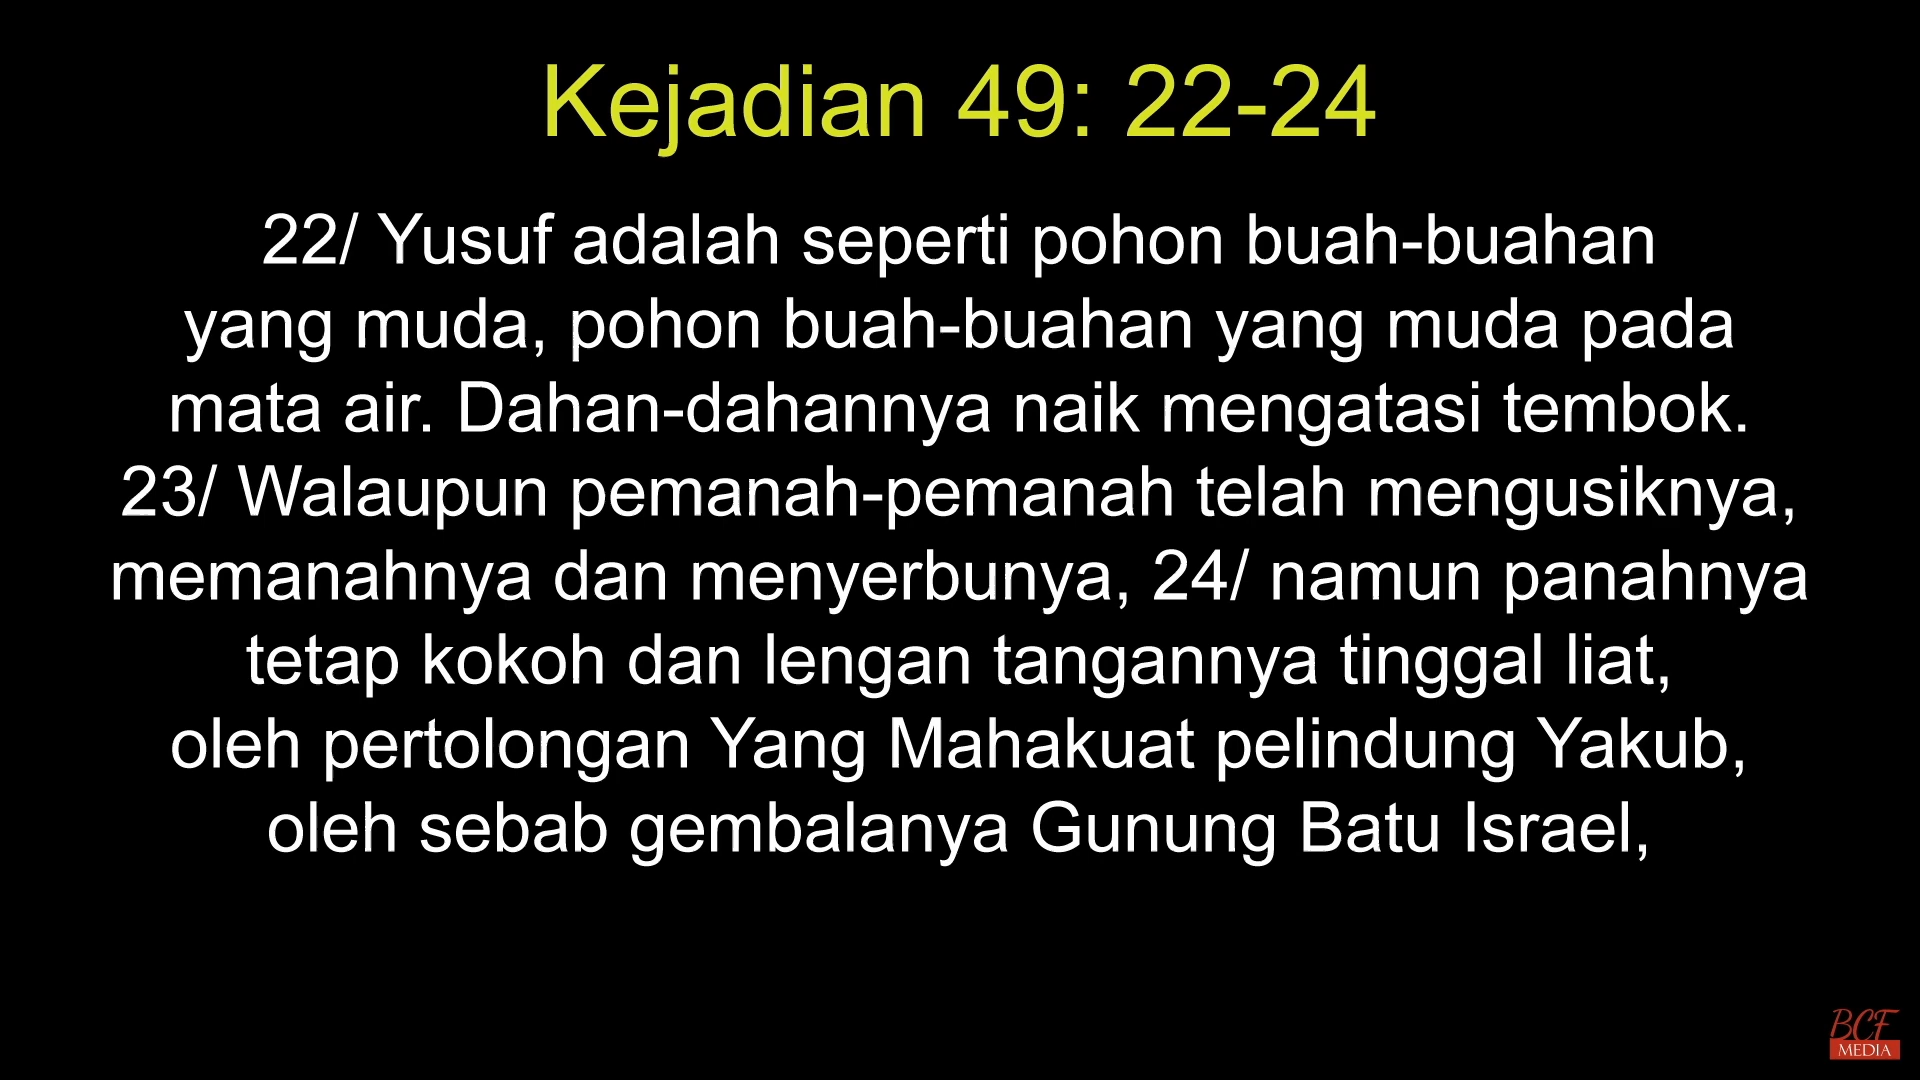 Kejadian 49: 22-24
22/ Yusuf adalah seperti pohon buah-buahan
yang muda, pohon buah-buahan yang muda pada
mata air. Dahan-dahannya naik mengatasi tembok.
23/ Walaupun pemanah-pemanah telah mengusiknya,
memanahnya dan menyerbunya, 24/ namun panahnya
tetap kokoh dan lengan tangannya tinggal liat,
oleh pertolongan Yang Mahakuat pelindung Yakub,
oleh sebab gembalanya Gunung Batu Israel,
BCF
MEDIA